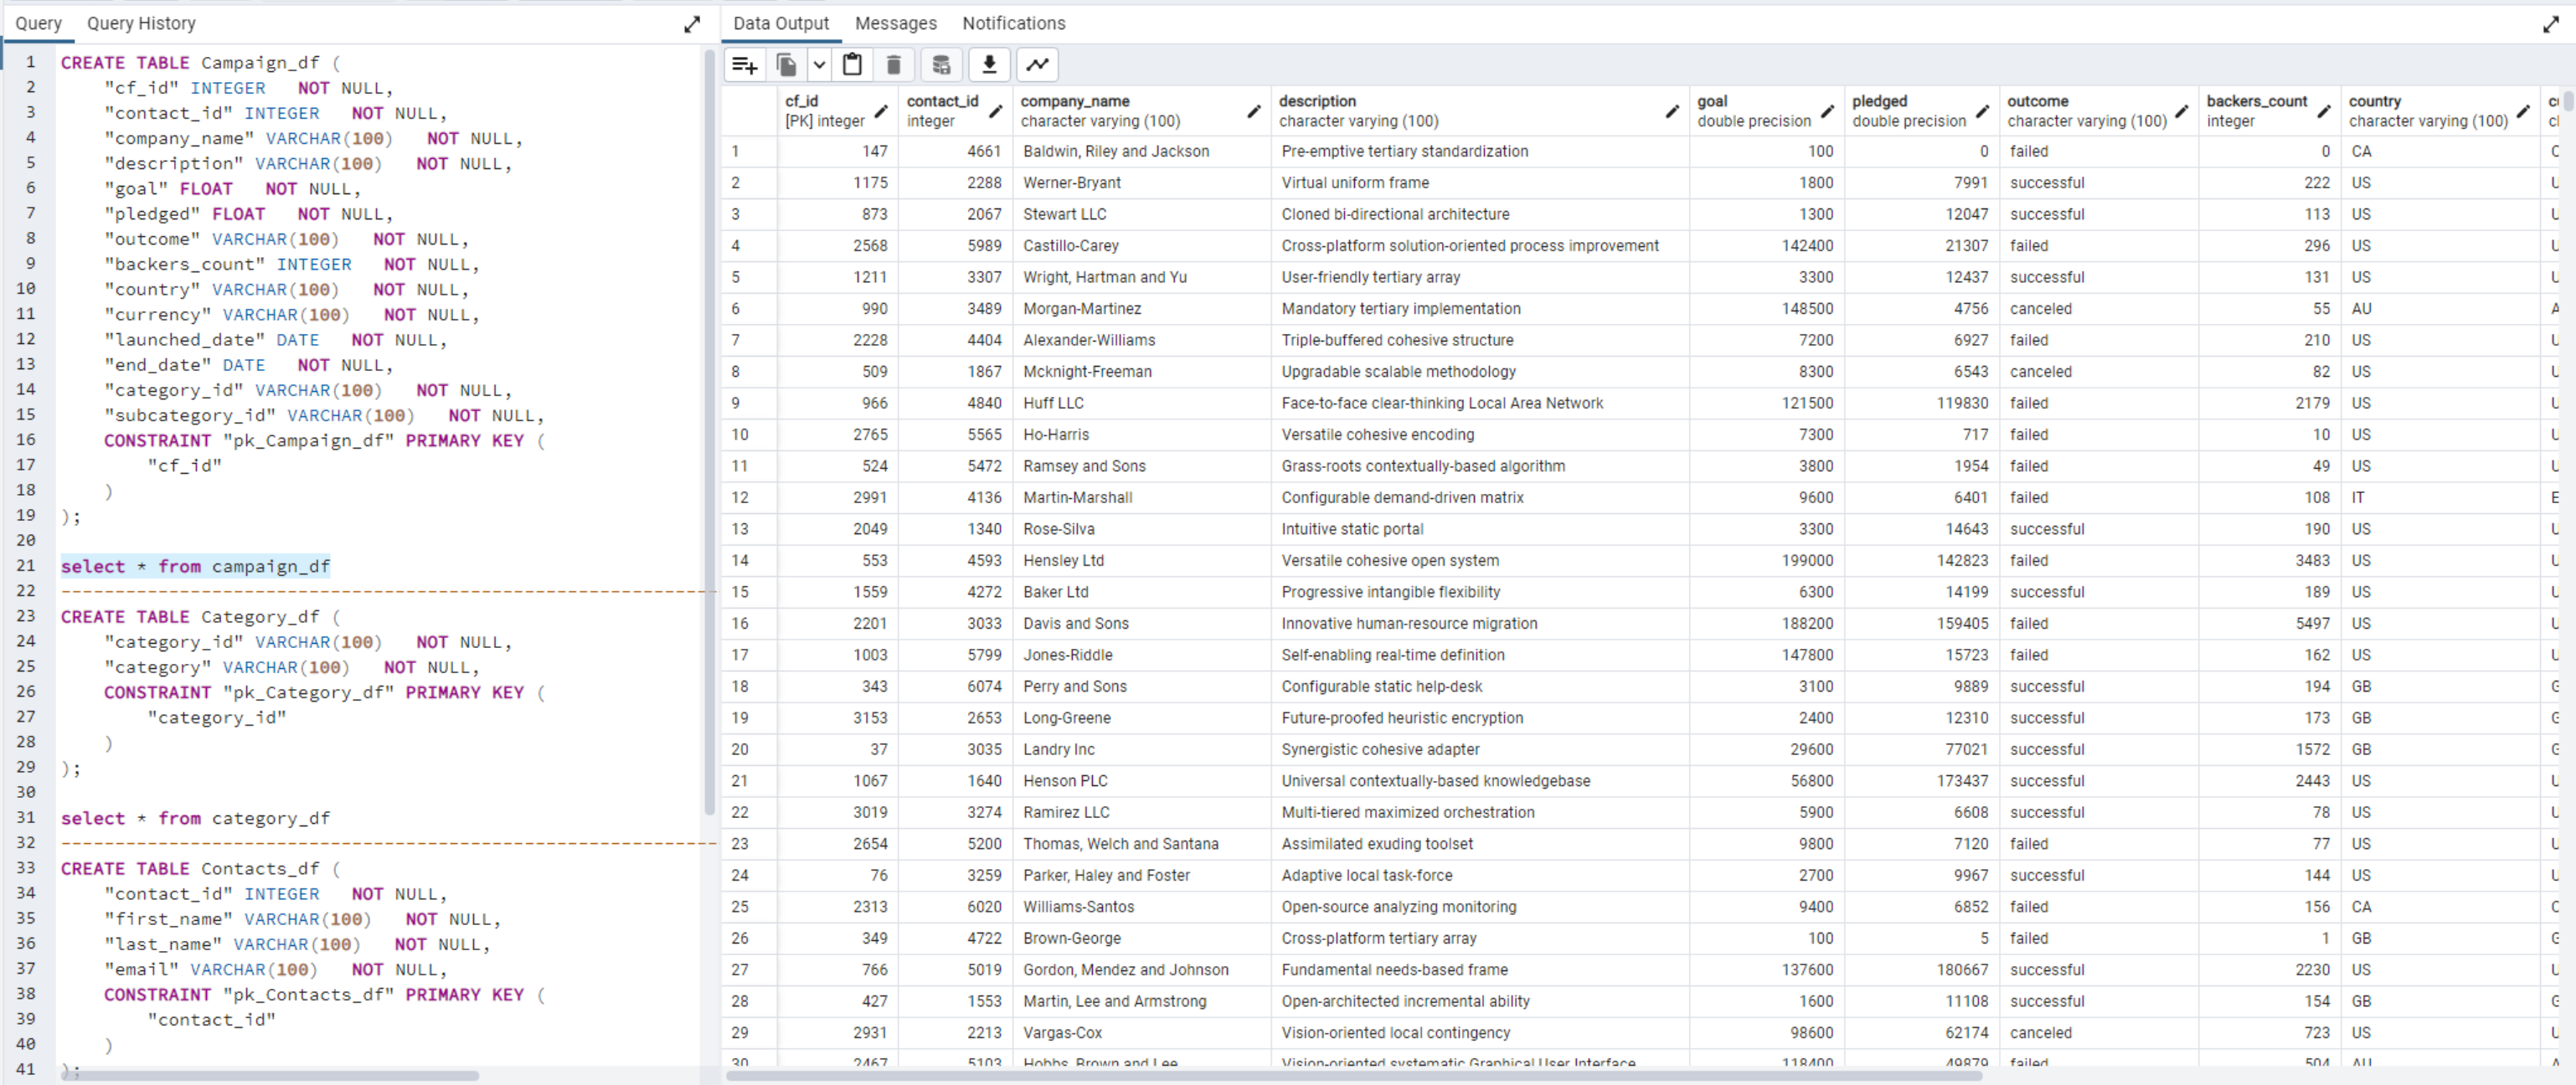 Query Query History
1 CREATE TABLE Campaign_df (
2 "cf_id" INTEGER NOT NULL,
3 "contact_id" INTEGER NOT NULL,
4 "company_name" VARCHAR(100) NOT NULL,
5 "description" VARCHAR(100) NOT NULL,
6 "goal" FLOAT NOT NULL,
7 "pledged" FLOAT NOT NULL,
8 "outcome" VARCHAR(100) NOT NULL,
9 "backers_count" INTEGER NOT NULL,
10 "country" VARCHAR(100) NOT NULL,
11 "currency" VARCHAR(100) NOT NULL,
12 "launched_date" DATE NOT NULL,
13 "end_date" DATE NOT NULL,
14 "category_id" VARCHAR(100) NOT NULL,
15 "subcategory_id" VARCHAR(100) NOT NULL,
16 CONSTRAINT "pk_Campaign_df" PRIMARY KEY (
17 "cf_id"
18 )
19 );
20
21 select * from campaign_df
22 ------------------------------------------------------------
23 CREATE TABLE Category_df (
24 "category_id" VARCHAR(100) NOT NULL,
25 "category" VARCHAR(100) NOT NULL,
26 CONSTRAINT "pk_Category_df" PRIMARY KEY (
27 "category_id"
28 )
29 );
30
31 select * from category_df
32 ------------------------------------------------------------
33 CREATE TABLE Contacts_df (
34 "contact_id" INTEGER NOT NULL,
35 "first_name" VARCHAR(100) NOT NULL,
36 "last_name" VARCHAR(100) NOT NULL,
37 "email" VARCHAR(100) NOT NULL,
38 CONSTRAINT "pk_Contacts_df" PRIMARY KEY (
39 "contact_id"
40 )
41 );
Data Output Messages Notifications
cf_id contact_id company_name description goal pledged outcome backers_count country
[PK] integer integer character varying (100) character varying (100) double precision double precision character varying (100) integer character varying (100)
1 147 4661 Baldwin, Riley and Jackson Pre-emptive tertiary standardization 100 0 failed 0 CA
2 1175 2288 Werner-Bryant Virtual uniform frame 1800 7991 successful 222 US
3 873 2067 Stewart LLC Cloned bi-directional architecture 1300 12047 successful 113 US
4 2568 5989 Castillo-Carey Cross-platform solution-oriented process improvement 142400 21307 failed 296 US
5 1211 3307 Wright, Hartman and Yu User-friendly tertiary array 3300 12437 successful 131 US
6 990 3489 Morgan-Martinez Mandatory tertiary implementation 148500 4756 canceled 55 AU
7 2228 4404 Alexander-Williams Triple-buffered cohesive structure 7200 6927 failed 210 US
8 509 1867 Mcknight-Freeman Upgradable scalable methodology 8300 6543 canceled 82 US
9 966 4840 Huff LLC Face-to-face clear-thinking Local Area Network 121500 119830 failed 2179 US
10 2765 5565 Ho-Harris Versatile cohesive encoding 7300 717 failed 10 US
11 524 5472 Ramsey and Sons Grass-roots contextually-based algorithm 3800 1954 failed 49 US
12 2991 4136 Martin-Marshall Configurable demand-driven matrix 9600 6401 failed 108 IT
13 2049 1340 Rose-Silva Intuitive static portal 3300 14643 successful 190 US
14 553 4593 Hensley Ltd Versatile cohesive open system 199000 142823 failed 3483 US
15 1559 4272 Baker Ltd Progressive intangible flexibility 6300 14199 successful 189 US
16 2201 3033 Davis and Sons Innovative human-resource migration 188200 159405 failed 5497 US
17 1003 5799 Jones-Riddle Self-enabling real-time definition 147800 15723 failed 162 US
18 343 6074 Perry and Sons Configurable static help-desk 3100 9889 successful 194 GB
19 3153 2653 Long-Greene Future-proofed heuristic encryption 2400 12310 successful 173 GB
20 37 3035 Landry Inc Synergistic cohesive adapter 29600 77021 successful 1572 GB
21 1067 1640 Henson PLC Universal contextually-based knowledgebase 56800 173437 successful 2443 US
22 3019 3274 Ramirez LLC Multi-tiered maximized orchestration 5900 6608 successful 78 US
23 2654 5200 Thomas, Welch and Santana Assimilated exuding toolset 9800 7120 failed 77 US
24 76 3259 Parker, Haley and Foster Adaptive local task-force 2700 9967 successful 144 US
25 2313 6020 Williams-Santos Open-source analyzing monitoring 9400 6852 failed 156 CA
26 349 4722 Brown-George Cross-platform tertiary array 100 5 failed 1 GB
27 766 5019 Gordon, Mendez and Johnson Fundamental needs-based frame 137600 180667 successful 2230 US
28 427 1553 Martin, Lee and Armstrong Open-architected incremental ability 1600 11108 successful 154 GB
29 2931 2213 Vargas-Cox Vision-oriented local contingency 98600 62174 canceled 723 US
30 2467 5103 Hobbs, Brown and Lee Vision-oriented systematic Graphical User Interface 118400 49879 failed 504 AU